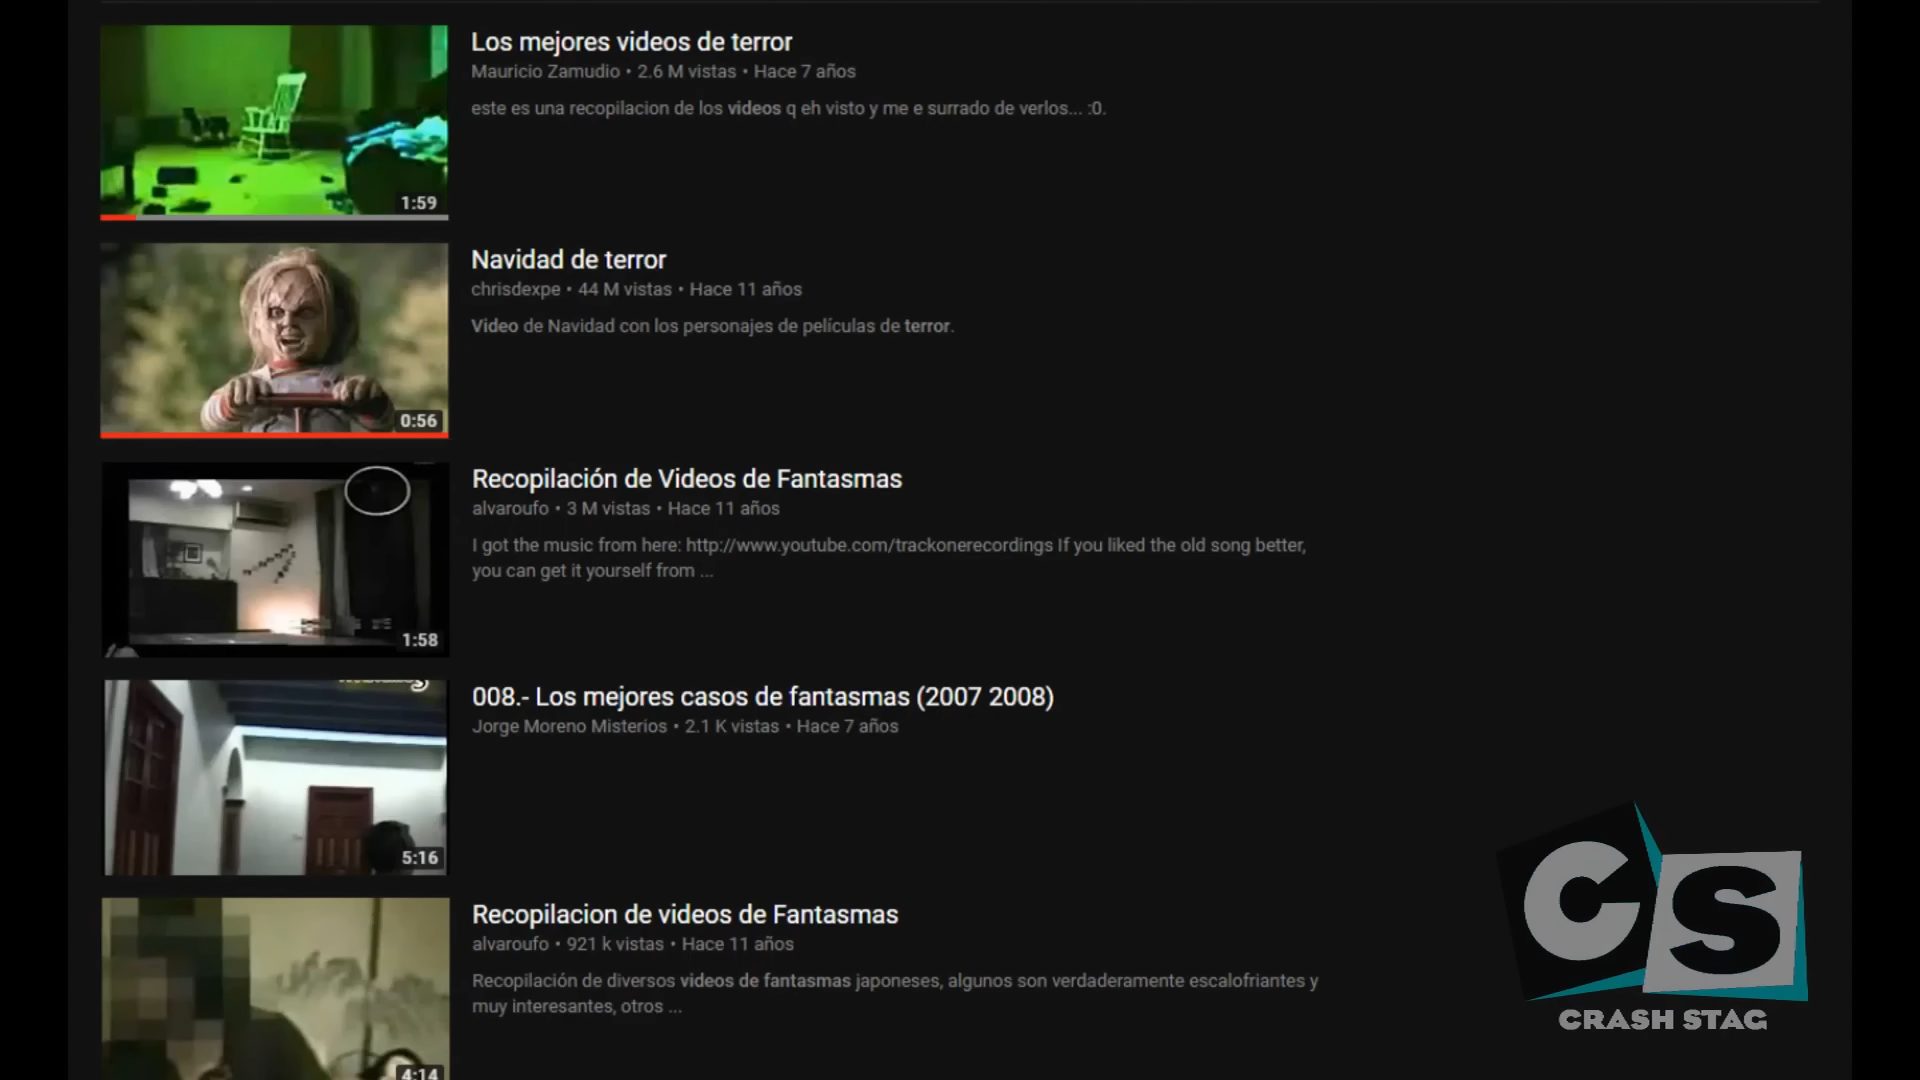 Los mejores videos de terror
Mauricio Zamudio • 2.6 M vistas • Hace 7 años
este es una recopilacion de los videos q eh visto y me e surrado de verlos... :0.
1:59
Navidad de terror
chrisdexpe • 44 M vistas • Hace 11 años
Video de Navidad con los personajes de películas de terror.
0:56
Recopilación de Videos de Fantasmas
alvaroufo • 3 M vistas • Hace 11 años
I got the music from here: http://www.youtube.com/trackonerecordings If you liked the old song better,
you can get it yourself from ...
1:58
008.- Los mejores casos de fantasmas (2007 2008)
Jorge Moreno Misterios • 2.1 K vistas • Hace 7 años
5:16
Recopilacion de videos de Fantasmas
alvaroufo • 921 k vistas • Hace 11 años
Recopilación de diversos videos de fantasmas japoneses, algunos son verdaderamente escalofriantes y
muy interesantes, otros ...
4:14
CS
CRASH STAG